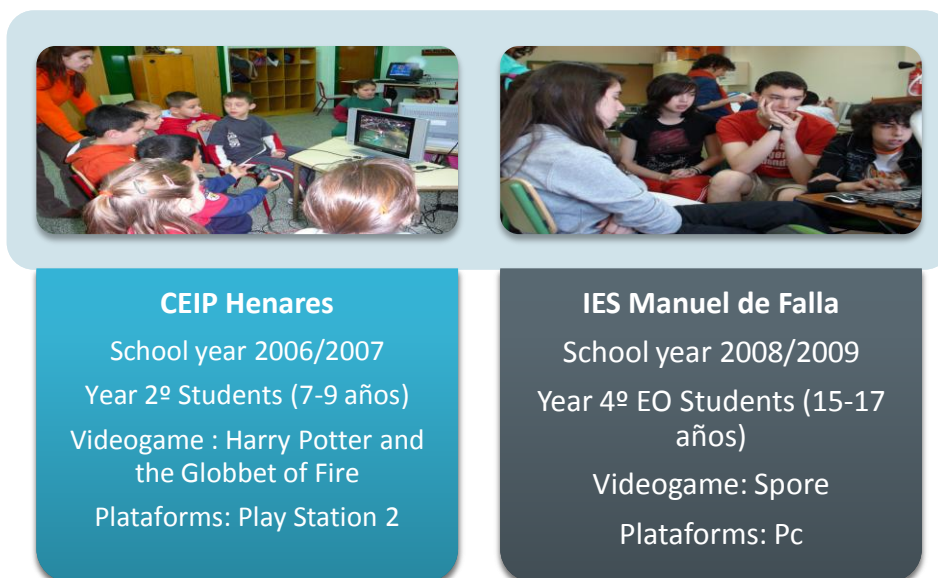 CEIP Henares
School year 2006/2007
Year 2º Students (7-9 años)
Videogame : Harry Potter and
the Globbet of Fire
Plataforms: Play Station 2
IES Manuel de Falla
School year 2008/2009
Year 4º EO Students (15-17
años)
Videogame: Spore
Plataforms: Pc